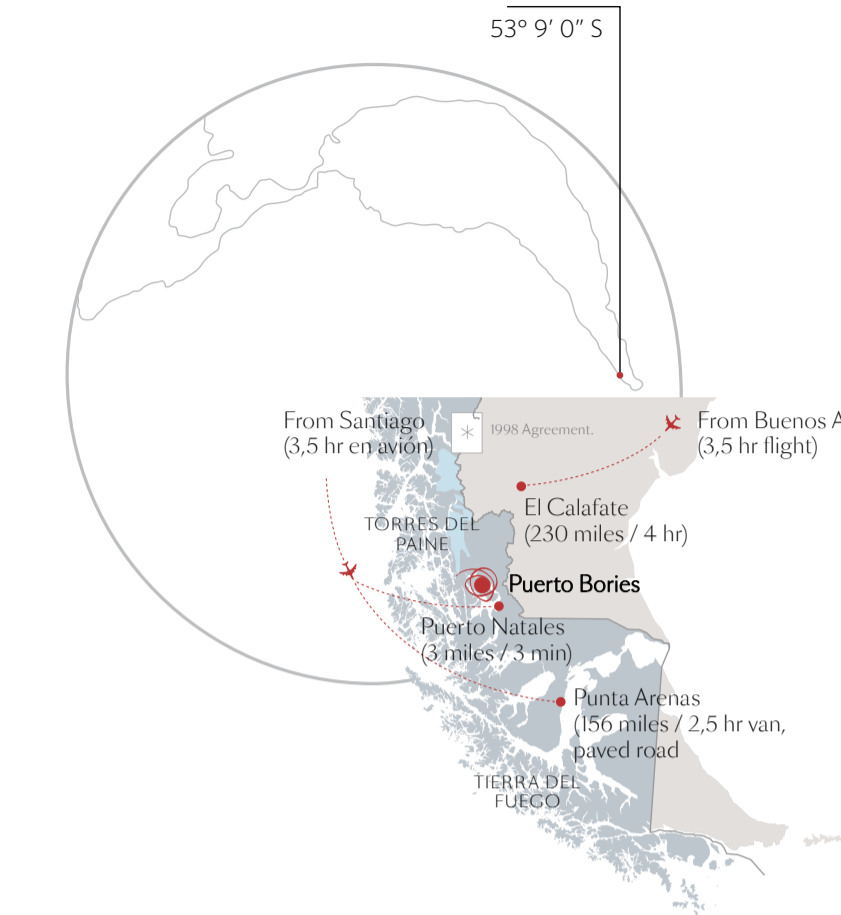 53° 9’ 0” S
From Santiago
(3,5 hr en avión)
1998 Agreement.
From Buenos A
(3,5 hr flight)
El Calafate
(230 miles / 4 hr)
TORRES DEL
PAINE
Puerto Bories
Puerto Natales
(3 miles / 3 min)
Punta Arenas
(156 miles / 2,5 hr van,
paved road
TIERRA DEL
FUEGO